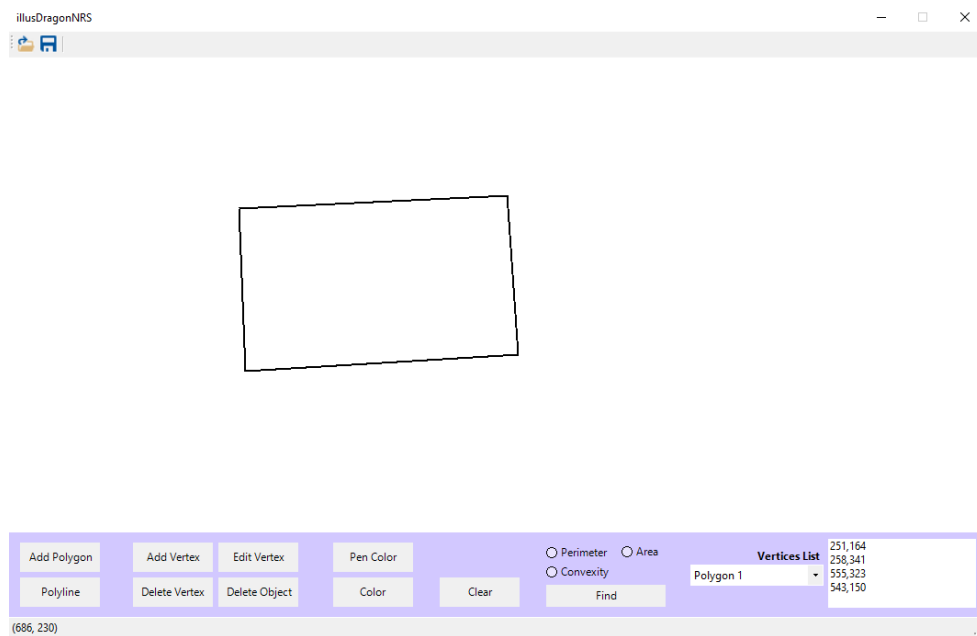 illusDragonNRS
Add Polygon
Add Vertex
Edit Vertex
Pen Color
Perimeter
Area
Convexity
Vertices List
251,164
258,341
555,323
543,150
Polygon 1
Polyline
Delete Vertex
Delete Object
Color
Clear
Find
(686, 230)